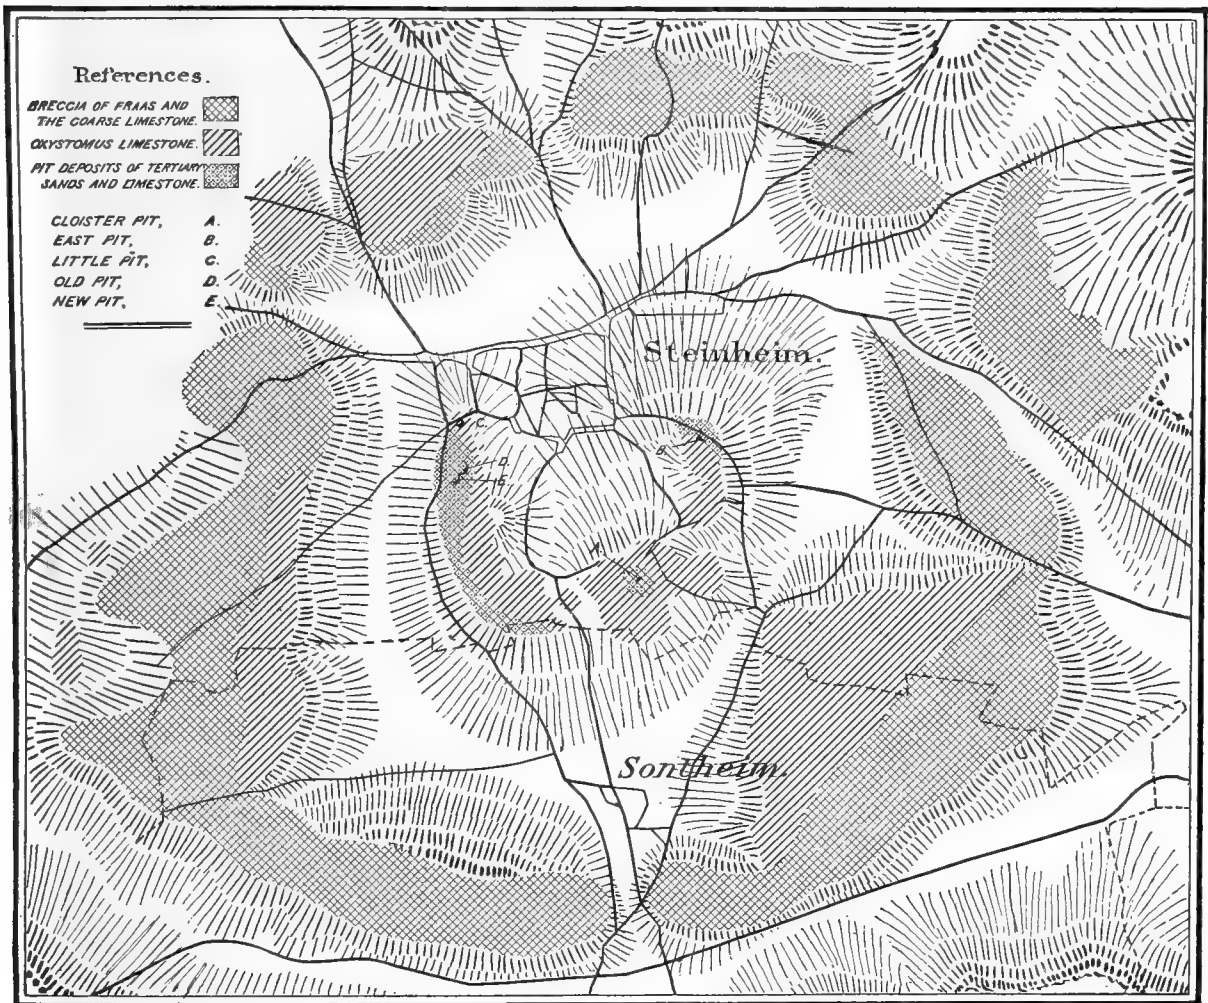 References.
BRECCIA OF FRAAS AND
THE COARSE LIMESTONE.
OXYSTOMUS LIMESTONE.
PIT DEPOSITS OF TERTIARY
SANDS AND LIMESTONE.
CLOISTER PIT, A.
EAST PIT, B.
LITTLE PIT, C.
OLD PIT, D.
NEW PIT, E.
Steinheim.
C.
B.
D.
E.
A.
Sontheim.